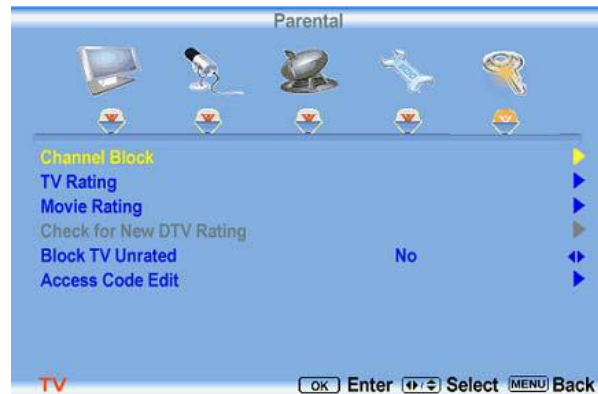 Parental
Channel Block
TV Rating
Movie Rating
Check for New DTV Rating
Block TV Unrated No
Access Code Edit
TV OK Enter Select MENU Back